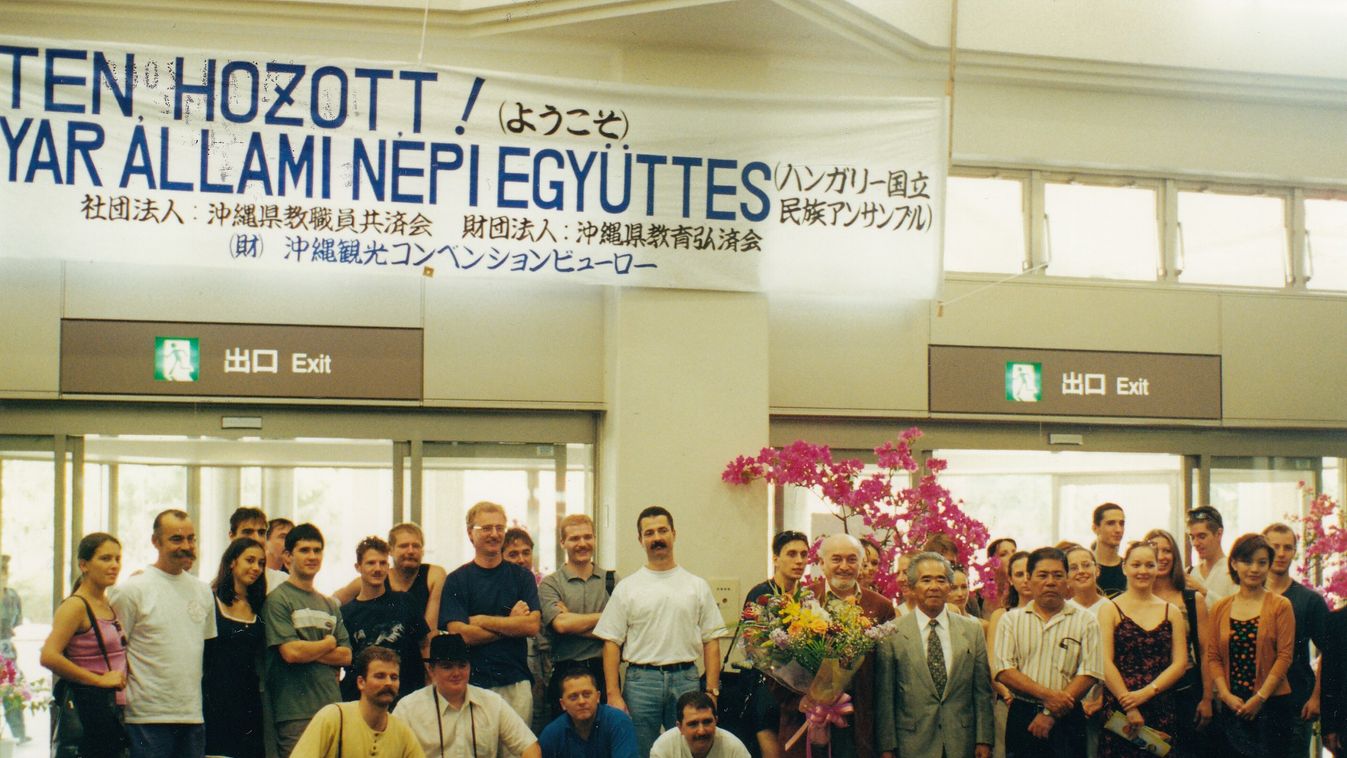 TEN HOZOTT! (ようこそ)
YAR ÁLLAMI NÉPI EGYÜTTES (ハンガリー国立
民族アンサンブル)
社団法人：沖縄県教職員共済会 財団法人：沖縄県教育弘済会
(財) 沖縄観光コンベンションビューロー
出口 Exit
出口 Exit